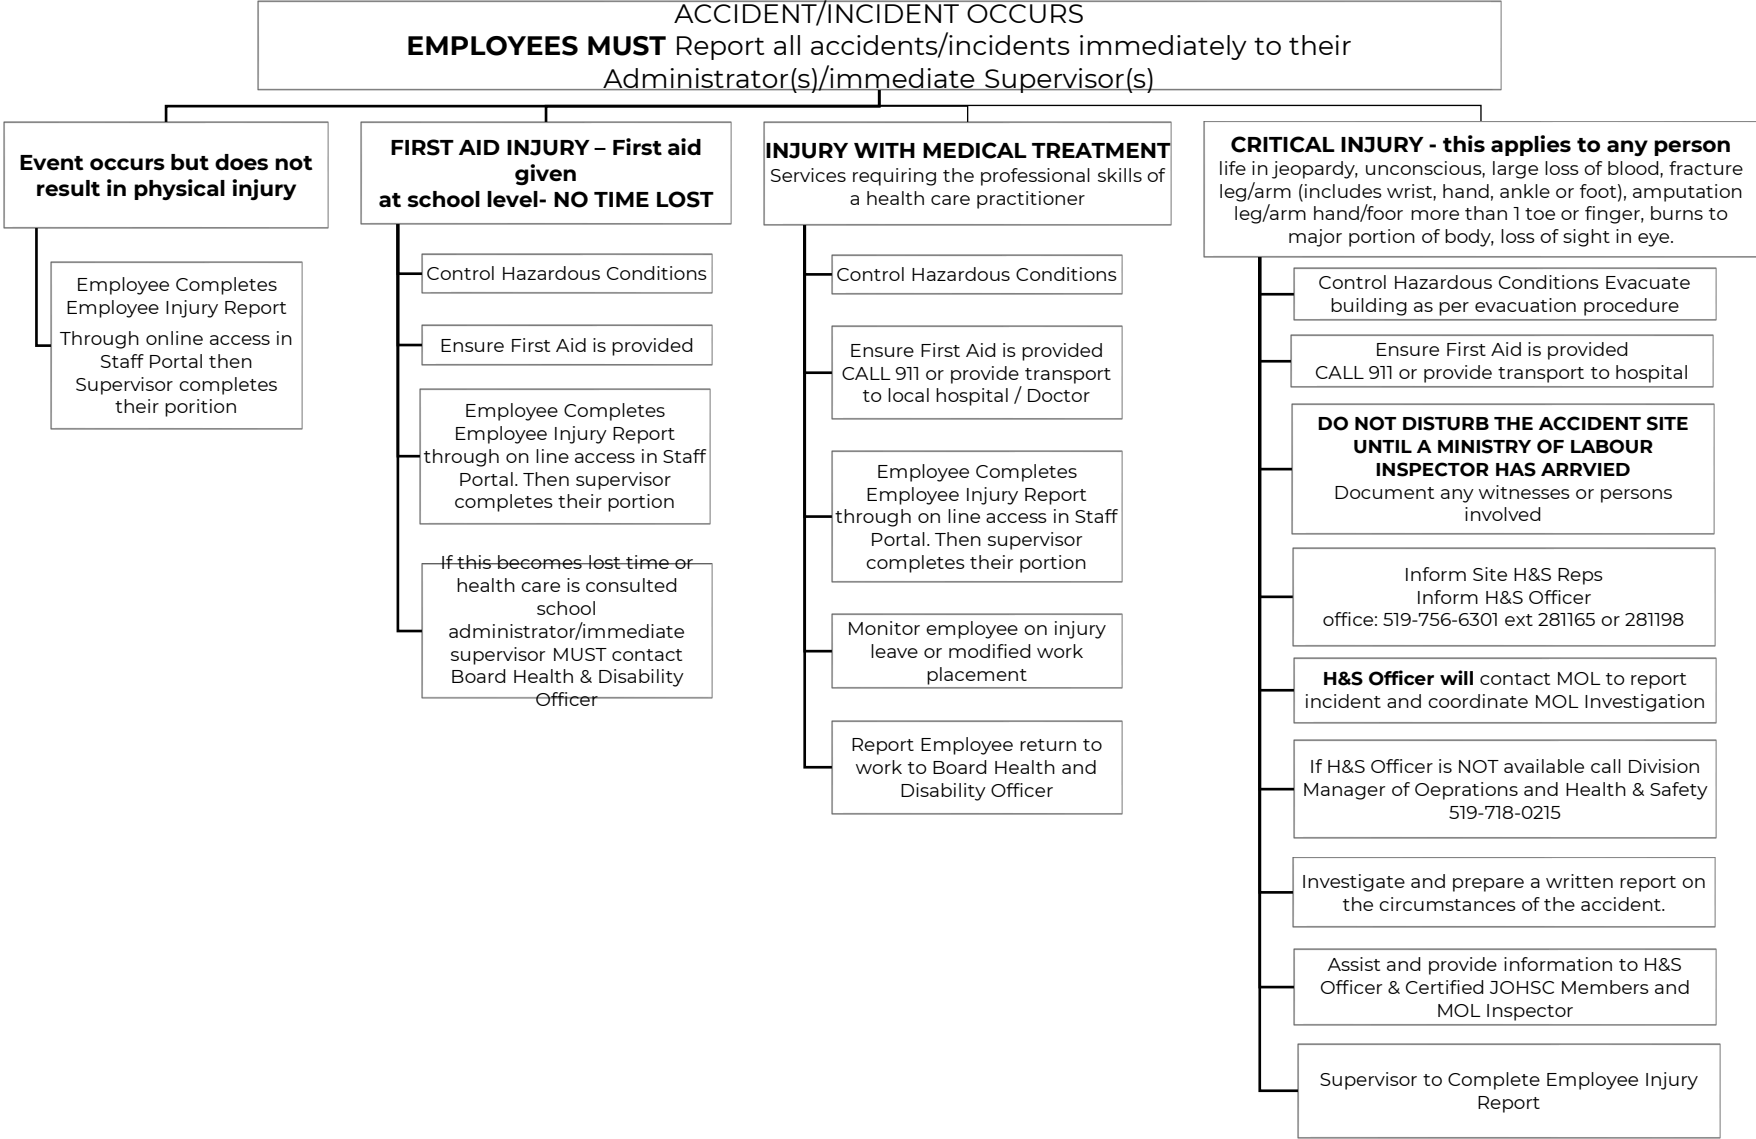 ACCIDENT/INCIDENT OCCURS
EMPLOYEES MUST Report all accidents/incidents immediately to their
Administrator(s)/immediate Supervisor(s)
Event occurs but does not
result in physical injury
Employee Completes
Employee Injury Report
Through online access in
Staff Portal then
Supervisor completes
their porition
FIRST AID INJURY – First aid
given
at school level- NO TIME LOST
Control Hazardous Conditions
Ensure First Aid is provided
Employee Completes
Employee Injury Report
through on line access in Staff
Portal. Then supervisor
completes their portion
If this becomes lost time or
health care is consulted
school
administrator/immediate
supervisor MUST contact
Board Health & Disability
Officer
INJURY WITH MEDICAL TREATMENT
Services requiring the professional skills of
a health care practitioner
Control Hazardous Conditions
Ensure First Aid is provided
CALL 911 or provide transport
to local hospital / Doctor
Employee Completes
Employee Injury Report
through on line access in Staff
Portal. Then supervisor
completes their portion
Monitor employee on injury
leave or modified work
placement
Report Employee return to
work to Board Health and
Disability Officer
CRITICAL INJURY - this applies to any person
life in jeopardy, unconscious, large loss of blood, fracture
leg/arm (includes wrist, hand, ankle or foot), amputation
leg/arm hand/foor more than 1 toe or finger, burns to
major portion of body, loss of sight in eye.
Control Hazardous Conditions Evacuate
building as per evacuation procedure
Ensure First Aid is provided
CALL 911 or provide transport to hospital
DO NOT DISTURB THE ACCIDENT SITE
UNTIL A MINISTRY OF LABOUR
INSPECTOR HAS ARRVIED
Document any witnesses or persons
involved
Inform Site H&S Reps
Inform H&S Officer
office: 519-756-6301 ext 281165 or 281198
H&S Officer will contact MOL to report
incident and coordinate MOL Investigation
If H&S Officer is NOT available call Division
Manager of Oeprations and Health & Safety
519-718-0215
Investigate and prepare a written report on
the circumstances of the accident.
Assist and provide information to H&S
Officer & Certified JOHSC Members and
MOL Inspector
Supervisor to Complete Employee Injury
Report